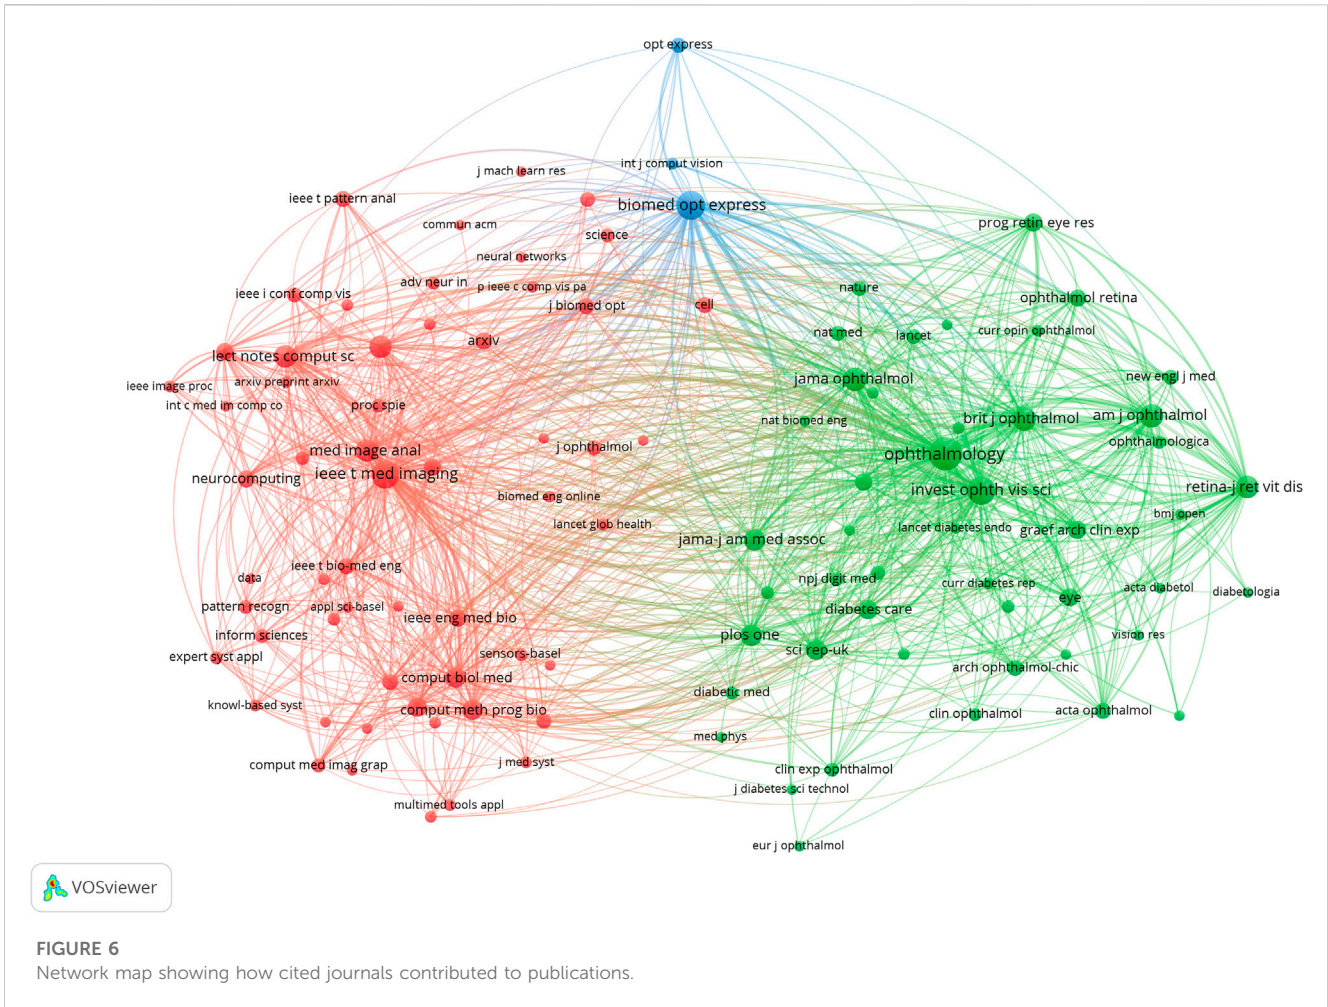 opt express
int j comput vision
j mach learn res
ieee t pattern anal
biomed opt express
commun acm
prog retin eye res
science
neural networks
adv neur in
p ieee c comp vis pa
nature
ieee i conf comp vis
ophthalmol retina
j biomed opt
cell
nat med
lancet
curr opin ophthalmol
arxiv
lect notes comput sc
arxiv preprint arxiv
ieee image proc
jama ophthalmol
new engl j med
int c med im comp co
proc spie
nat biomed eng
brit j ophthalmol
am j ophthalmol
ophthalmologica
med image anal
j ophthalmol
ophthalmology
ieee t med imaging
neurocomputing
invest ophth vis sci
retina-j ret vit dis
biomed eng online
bmj open
lancet glob health
lancet diabetes endo
graef arch clin exp
jama-j am med assoc
ieee t bio-med eng
data
npj digit med
curr diabetes rep
acta diabetol
diabetologia
pattern recogn
appl sci-basel
diabetes care
eye
ieee eng med bio
inform sciences
plos one
vision res
expert syst appl
sensors-basel
sci rep-uk
arch ophthalmol-chic
comput biol med
diabetic med
knowl-based syst
comput meth prog bio
clin ophthalmol
acta ophthalmol
med phys
comput med imag grap
j med syst
clin exp ophthalmol
j diabetes sci technol
multimed tools appl
eur j ophthalmol
VOSviewer
FIGURE 6
Network map showing how cited journals contributed to publications.